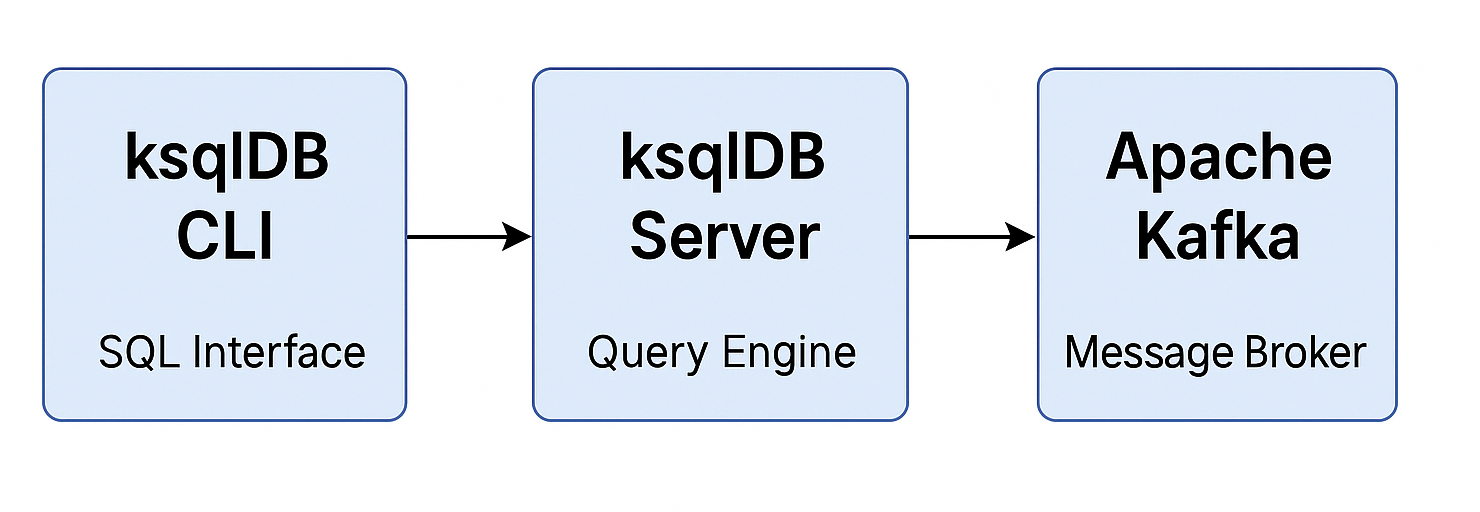 ksqlDB
CLI
SQL Interface
ksqlDB
Server
Query Engine
Apache
Kafka
Message Broker